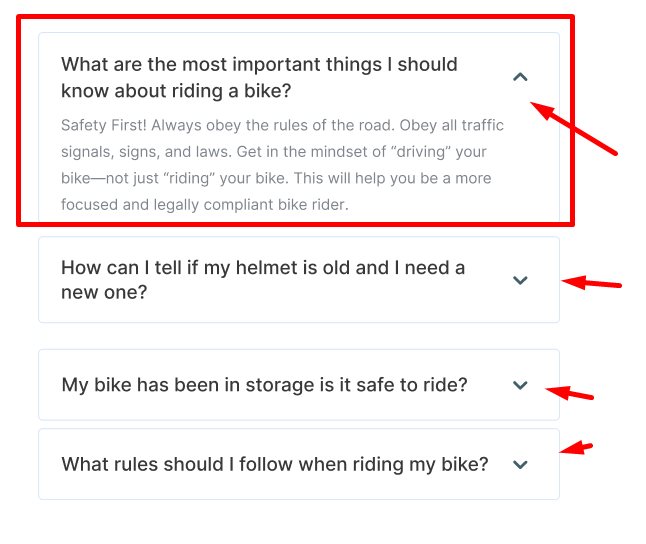 What are the most important things I should
know about riding a bike?
Safety First! Always obey the rules of the road. Obey all traffic
signals, signs, and laws. Get in the mindset of “driving” your
bike—not just “riding” your bike. This will help you be a more
focused and legally compliant bike rider.
How can I tell if my helmet is old and I need a
new one?
My bike has been in storage is it safe to ride?
What rules should I follow when riding my bike?